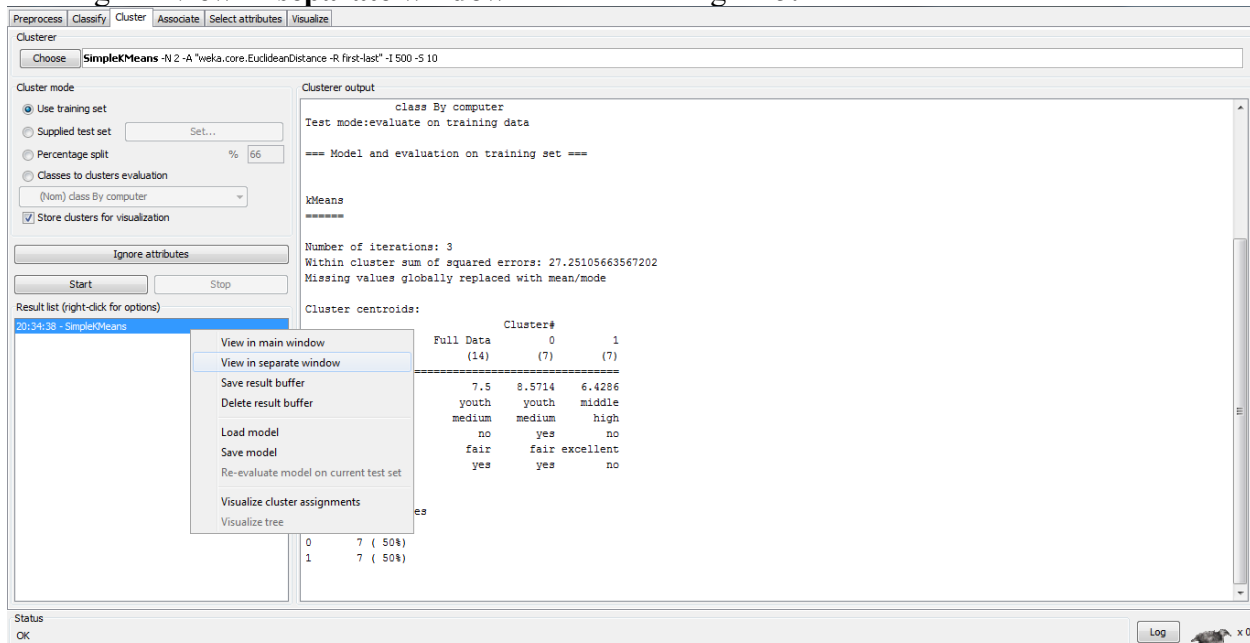 separate
Preprocess Classify Cluster Associate Select attributes Visualize
Clusterer
Choose SimpleKMeans -N 2 -A "weka.core.EuclideanDistance -R first-last" -I 500 -S 10
Cluster mode
Use training set
Supplied test set Set...
Percentage split % 66
Classes to clusters evaluation
(Nom) class By computer
Store clusters for visualization
Ignore attributes
Start Stop
Result list (right-click for options)
20:34:38 - SimpleKMeans
View in main window
View in separate window
Save result buffer
Delete result buffer
Load model
Save model
Re-evaluate model on current test set
Visualize cluster assignments
Visualize tree
Clusterer output
class By computer
Test mode:evaluate on training data
=== Model and evaluation on training set ===
kMeans
======
Number of iterations: 3
Within cluster sum of squared errors: 27.25105663567202
Missing values globally replaced with mean/mode
Cluster centroids:
Cluster#
Full Data 0 1
(14) (7) (7)
==================================
7.5 8.5714 6.4286
youth youth middle
medium medium high
no yes no
fair fair excellent
yes yes no
es
0 7 ( 50%)
1 7 ( 50%)
Status
OK
Log x 0